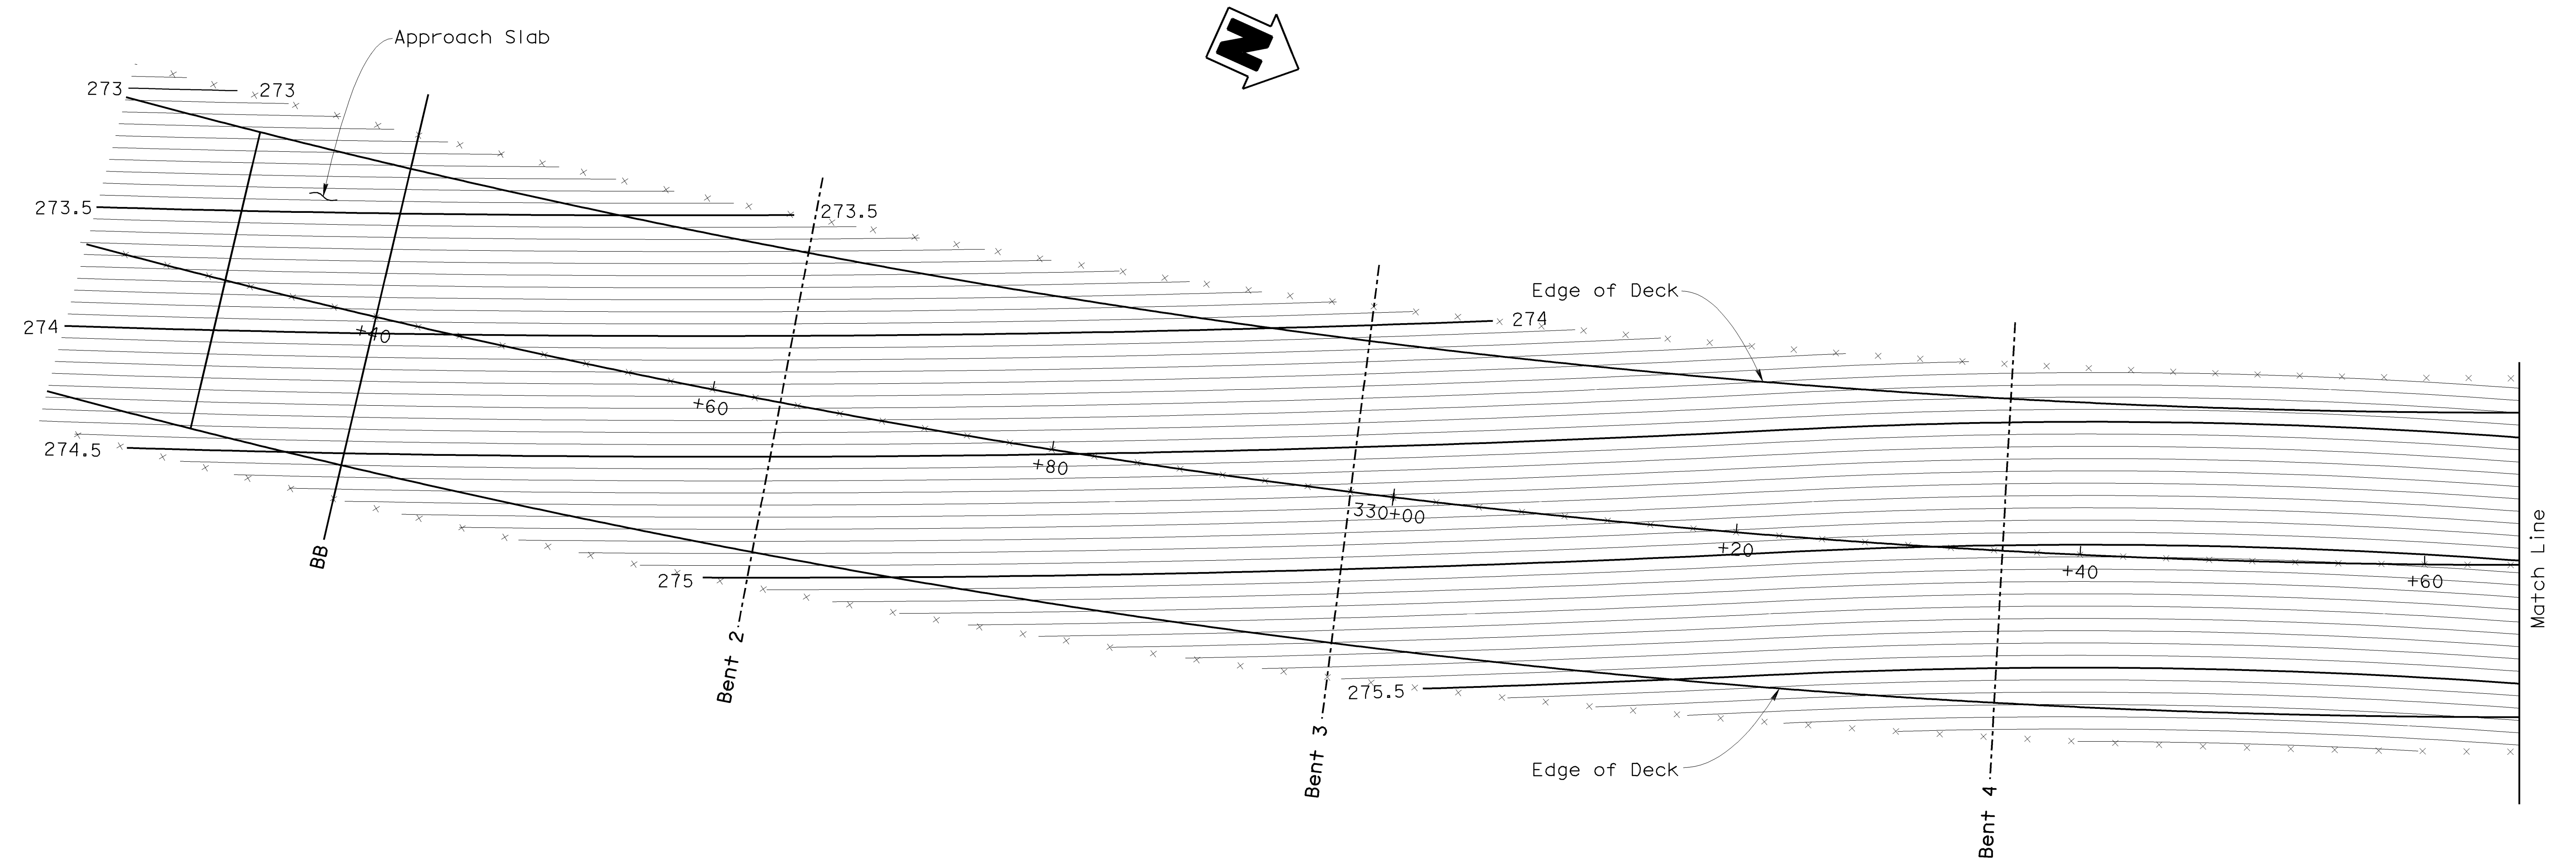 N
Approach Slab
273
273
273.5
273.5
Edge of Deck
274
274
+40
+60
274.5
+80
330+00
+20
+40
+60
Match Line
BB
275
Bent 2
275.5
Bent 3
Edge of Deck
Bent 4